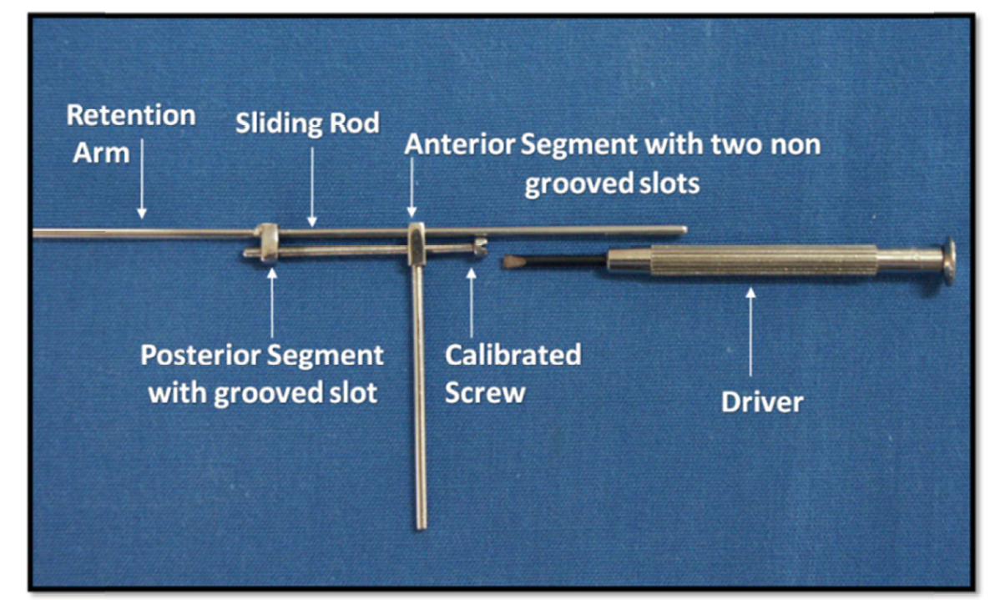 Retention
Arm
Sliding Rod
Anterior Segment with two non
grooved slots
Posterior Segment
with grooved slot
Calibrated
Screw
Driver